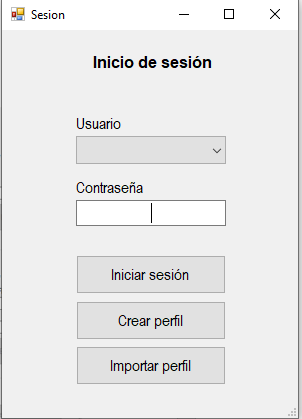 Sesion
Inicio de sesión
Usuario
Contraseña
Iniciar sesión
Crear perfil
Importar perfil